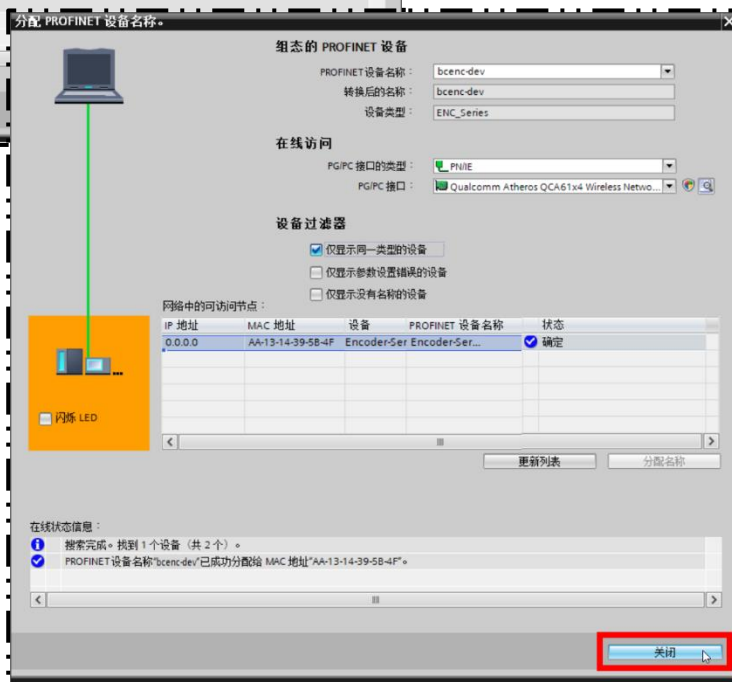 分配 PROFINET 设备名称。
组态的 PROFINET 设备
PROFINET设备名称： bcenc-dev
转换后的名称： bcenc-dev
设备类型： ENC_Series
在线访问
PG/PC 接口的类型： PN/IE
PG/PC 接口： Qualcomm Atheros QCA61x4 Wireless Netwo...
设备过滤器
仅显示同一类型的设备
仅显示参数设置错误的设备
仅显示没有名称的设备
网络中的可访问节点：
IP 地址 MAC 地址 设备 PROFINET 设备名称 状态
0.0.0.0 AA-13-14-39-5B-4F Encoder-Ser Encoder-Ser... 确定
闪烁 LED
更新列表 分配名称
在线状态信息：
搜索完成。找到 1 个设备（共 2 个）。
PROFINET设备名称"bcenc-dev"已成功分配给 MAC 地址"AA-13-14-39-5B-4F"。
关闭